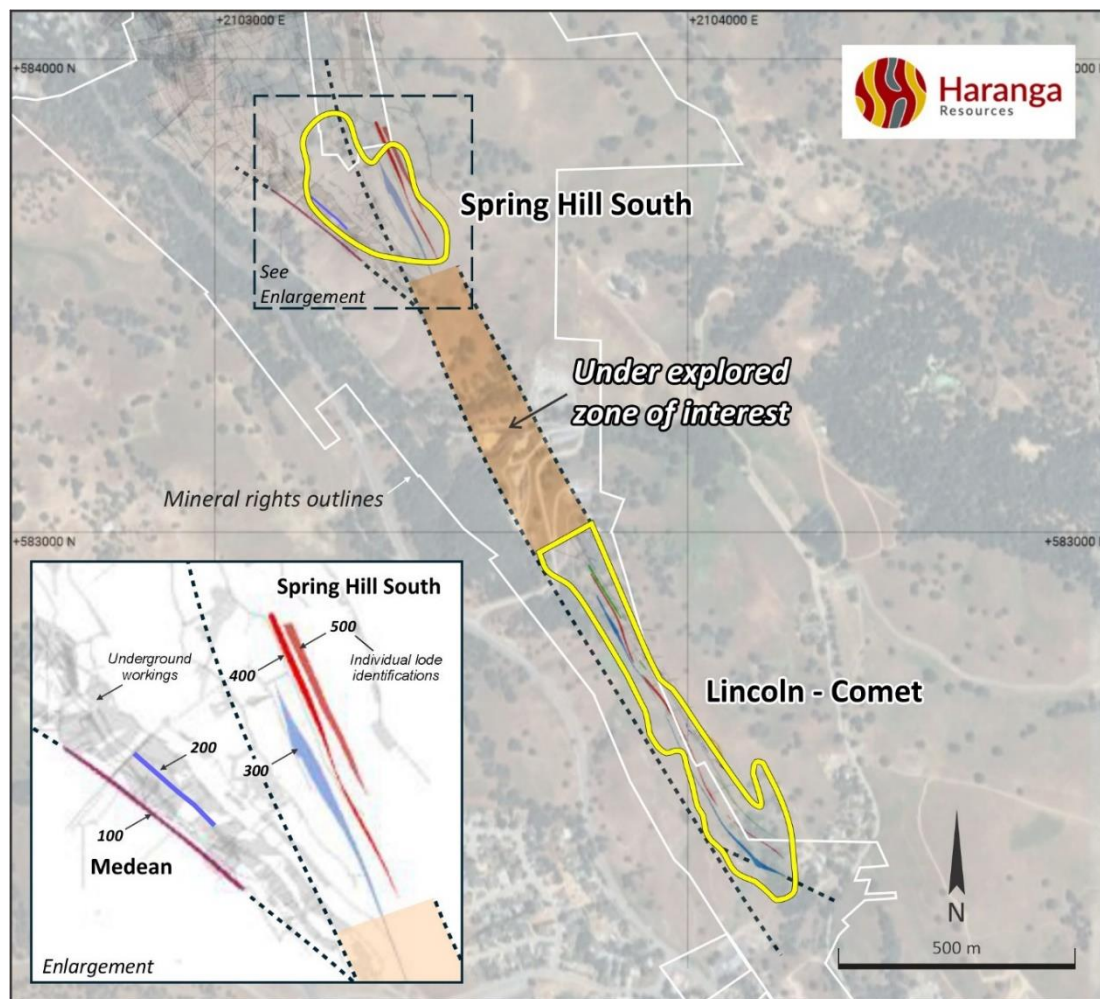 +2103000 E
+2104000 E
+584000 N
Haranga
Resources
Spring Hill South
See
Enlargement
Under explored
zone of interest
Mineral rights outlines
+583000 N
+583000 N
Spring Hill South
500
Underground
workings
400
Individual lode
identifications
200
300
100
Medean
Enlargement
Lincoln - Comet
N
500 m